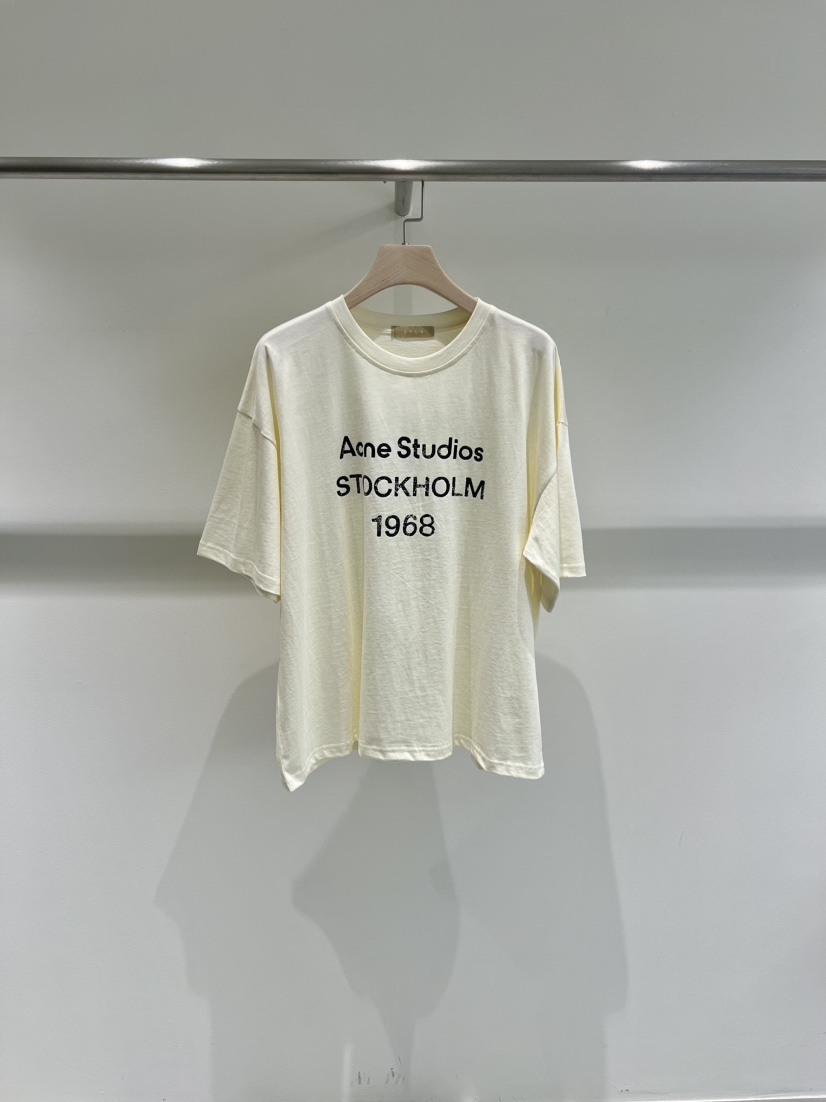 Acne Studios
STOCKHOLM
1968